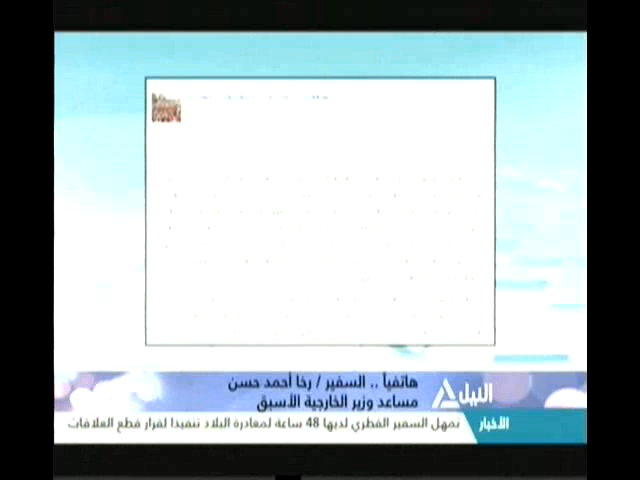 هاتفياً .. السفير / رخا أحمد حسن
مساعد وزير الخارجية الأسبق
النيل
الأخبار
تمهل السفير القطري لديها 48 ساعة لمغادرة البلاد تنفيذا لقرار قطع العلاقات